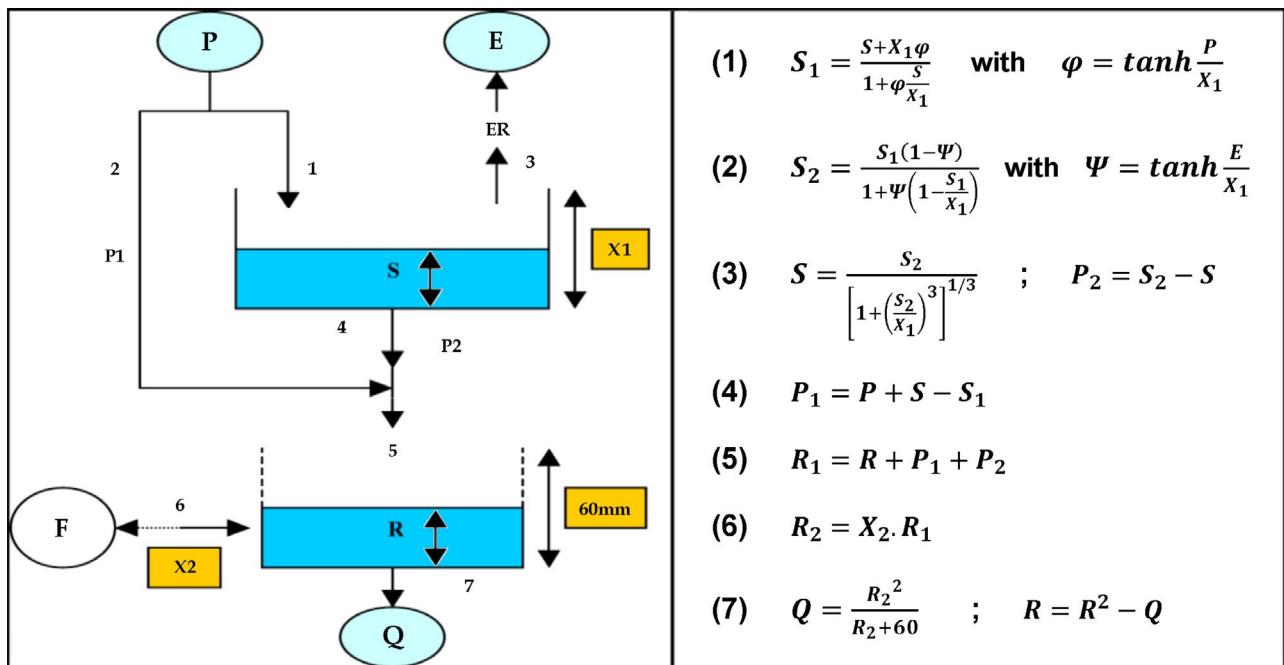 P
E
ER
2
1
3
P1
X1
S
4
P2
5
60mm
6
F
R
X2
7
Q
(1) S₁ = (S+X₁φ)/(1+φ S/X₁) with φ = tanh P/X₁
(2) S₂ = S₁(1−Ψ)/(1+Ψ(1−S₁/X₁)) with Ψ = tanh E/X₁
(3) S = S₂/[1+(S₂/X₁)³]^(1/3) ; P₂ = S₂ − S
(4) P₁ = P + S − S₁
(5) R₁ = R + P₁ + P₂
(6) R₂ = X₂. R₁
(7) Q = R₂²/(R₂+60) ; R = R² − Q